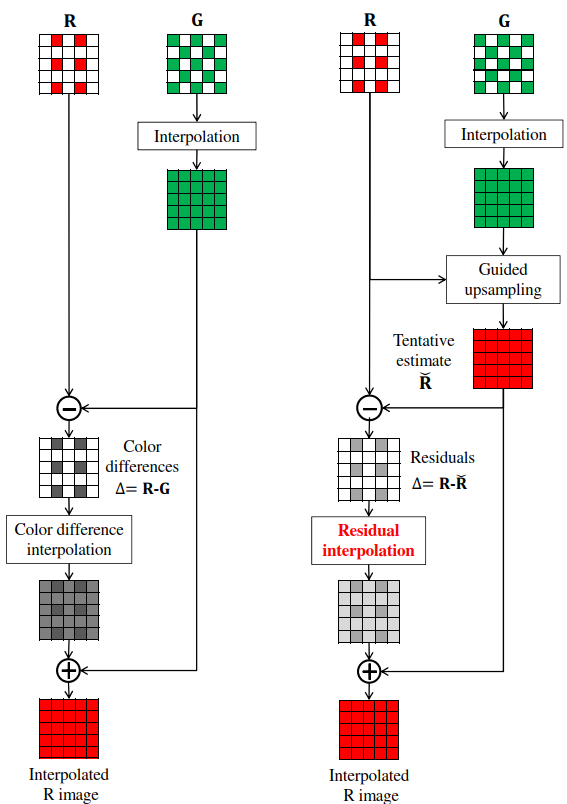 R
G
Interpolation
Color
differences
Δ= R-G
Color difference
interpolation
Interpolated
R image
R
G
Interpolation
Guided
upsampling
Tentative
estimate
R̆
Residuals
Δ= R-R̆
Residual
interpolation
Interpolated
R image